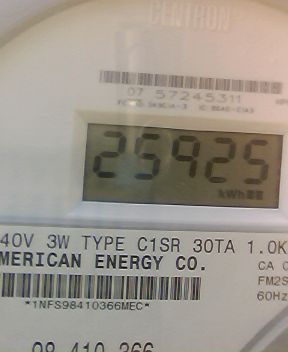 CENTRON
07 57245311
25925
kWh
40V 3W TYPE C1SR 30TA 1.0K
MERICAN ENERGY CO.
CA
FM2S
60Hz
*1NFS98410366MEC*
98 410 366